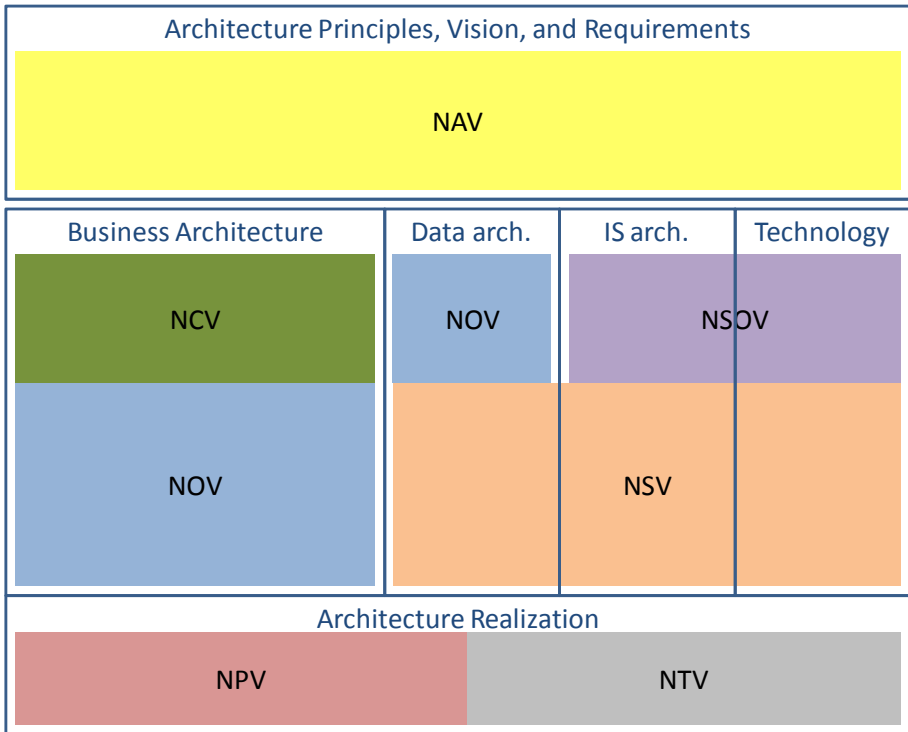 Architecture Principles, Vision, and Requirements
NAV
Business Architecture
Data arch.
IS arch.
Technology
NCV
NOV
NSOV
NOV
NSV
Architecture Realization
NPV
NTV